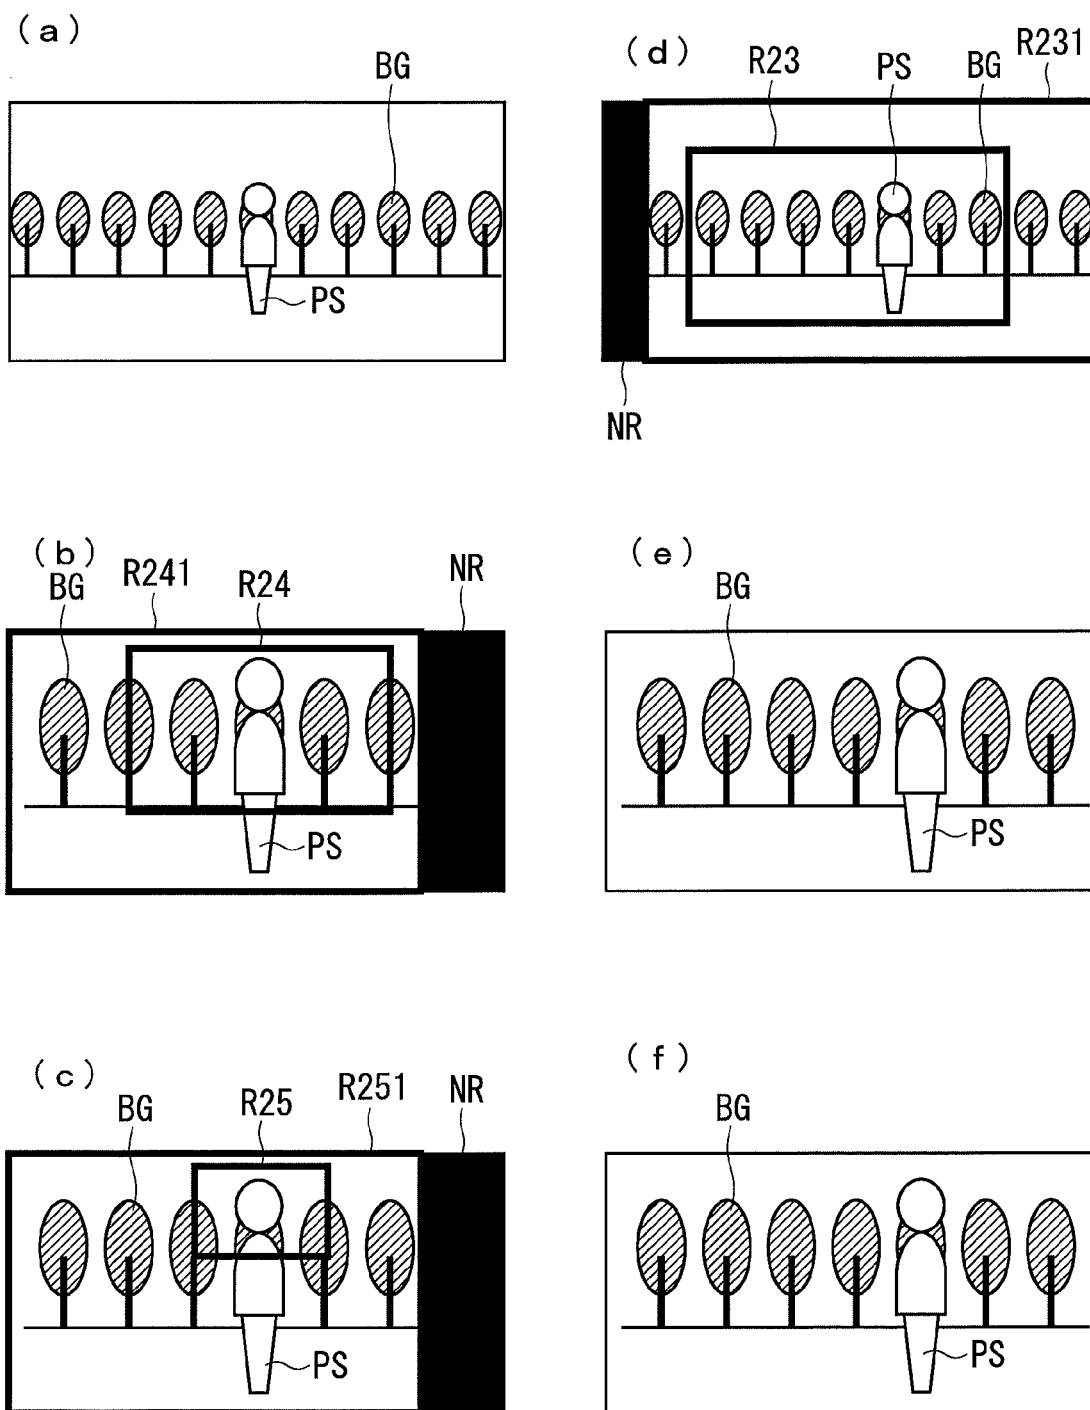 (a)
BG
PS
(d)
R23
PS
BG
R231
NR
(b)
BG
R241
R24
NR
PS
(e)
BG
PS
(c)
BG
R25
R251
NR
PS
(f)
BG
PS